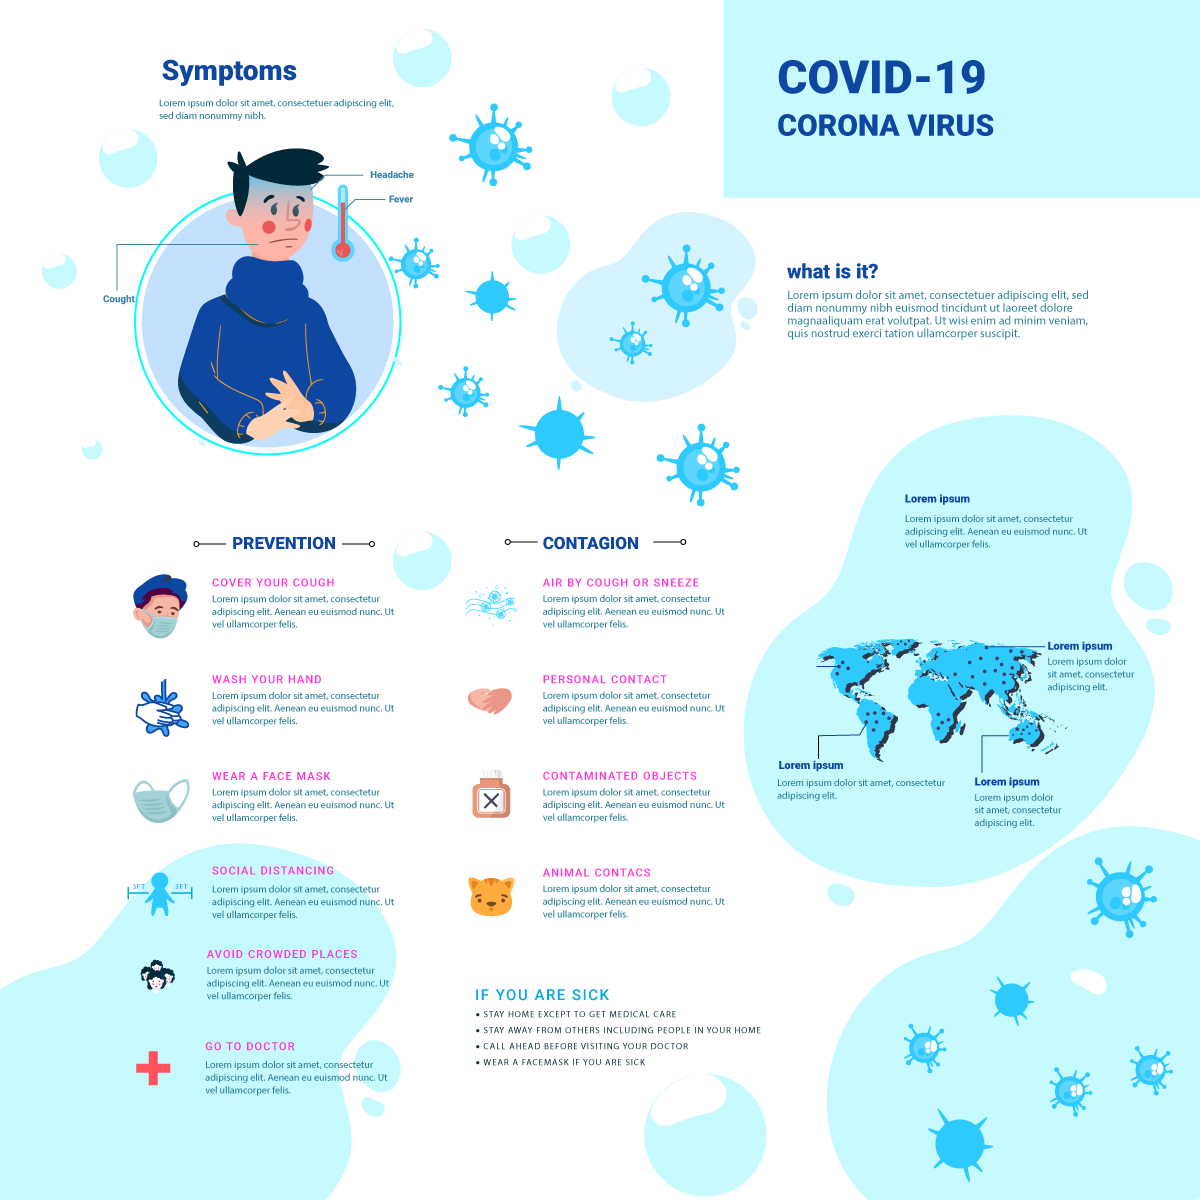 Symptoms
Lorem ipsum dolor sit amet, consectetuer adipiscing elit,
sed diam nonummy nibh.
Headache
Fever
Cought
COVID-19
CORONA VIRUS
what is it?
Lorem ipsum dolor sit amet, consectetuer adipiscing elit, sed
diam nonummy nibh euismod tincidunt ut laoreet dolore
magnaaliquam erat volutpat. Ut wisi enim ad minim veniam,
quis nostrud exerci tation ullamcorper suscipit.
PREVENTION
COVER YOUR COUGH
Lorem ipsum dolor sit amet, consectetur
adipiscing elit. Aenean eu euismod nunc. Ut
vel ullamcorper felis.
WASH YOUR HAND
Lorem ipsum dolor sit amet, consectetur
adipiscing elit. Aenean eu euismod nunc. Ut
vel ullamcorper felis.
WEAR A FACE MASK
Lorem ipsum dolor sit amet, consectetur
adipiscing elit. Aenean eu euismod nunc. Ut
vel ullamcorper felis.
3FT 3FT
SOCIAL DISTANCING
Lorem ipsum dolor sit amet, consectetur
adipiscing elit. Aenean eu euismod nunc. Ut
vel ullamcorper felis.
AVOID CROWDED PLACES
Lorem ipsum dolor sit amet, consectetur
adipiscing elit. Aenean eu euismod nunc. Ut
vel ullamcorper felis.
GO TO DOCTOR
Lorem ipsum dolor sit amet, consectetur
adipiscing elit. Aenean eu euismod nunc. Ut
vel ullamcorper felis.
CONTAGION
AIR BY COUGH OR SNEEZE
Lorem ipsum dolor sit amet, consectetur
adipiscing elit. Aenean eu euismod nunc. Ut
vel ullamcorper felis.
PERSONAL CONTACT
Lorem ipsum dolor sit amet, consectetur
adipiscing elit. Aenean eu euismod nunc. Ut
vel ullamcorper felis.
CONTAMINATED OBJECTS
Lorem ipsum dolor sit amet, consectetur
adipiscing elit. Aenean eu euismod nunc. Ut
vel ullamcorper felis.
ANIMAL CONTACS
Lorem ipsum dolor sit amet, consectetur
adipiscing elit. Aenean eu euismod nunc. Ut
vel ullamcorper felis.
IF YOU ARE SICK
• STAY HOME EXCEPT TO GET MEDICAL CARE
• STAY AWAY FROM OTHERS INCLUDING PEOPLE IN YOUR HOME
• CALL AHEAD BEFORE VISITING YOUR DOCTOR
• WEAR A FACEMASK IF YOU ARE SICK
Lorem ipsum
Lorem ipsum dolor sit amet, consectetur
adipiscing elit. Aenean eu euismod nunc. Ut
vel ullamcorper felis.
Lorem ipsum
Lorem ipsum dolor
sit amet, consectetur
adipiscing elit.
Lorem ipsum
Lorem ipsum dolor sit amet, consectetur
adipiscing elit.
Lorem ipsum
Lorem ipsum dolor
sit amet, consectetur
adipiscing elit.